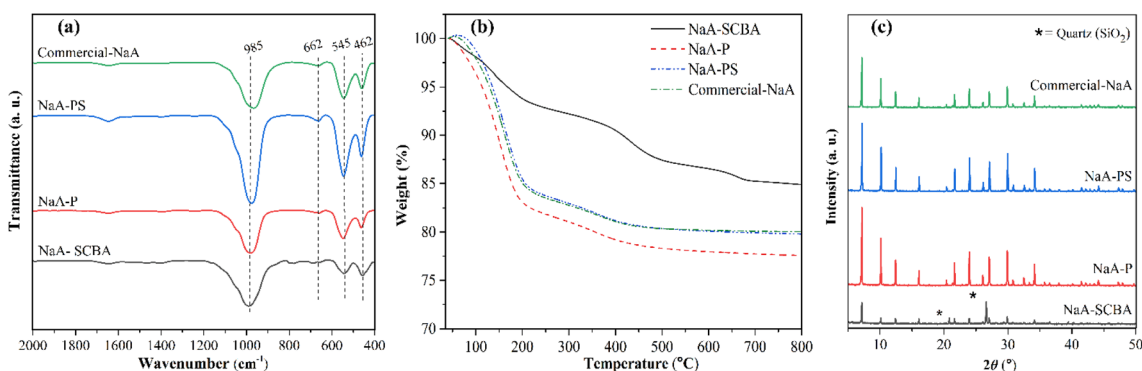 (a)
985
662
545
462
Commercial-NaA
NaA-PS
NaA-P
NaA- SCBA
Transmittance (a. u.)
2000
1600
1200
1000
800
600
400
Wavenumber (cm-1)
(b)
NaA-SCBA
NaA-P
NaA-PS
Commercial-NaA
Weight (%)
100
95
90
85
80
75
70
100
200
300
400
500
600
700
800
Temperature (°C)
(c)
*= Quartz (SiO2)
Commercial-NaA
NaA-PS
NaA-P
*
*
NaA-SCBA
Intensity (a. u.)
10
20
30
40
50
2θ (°)